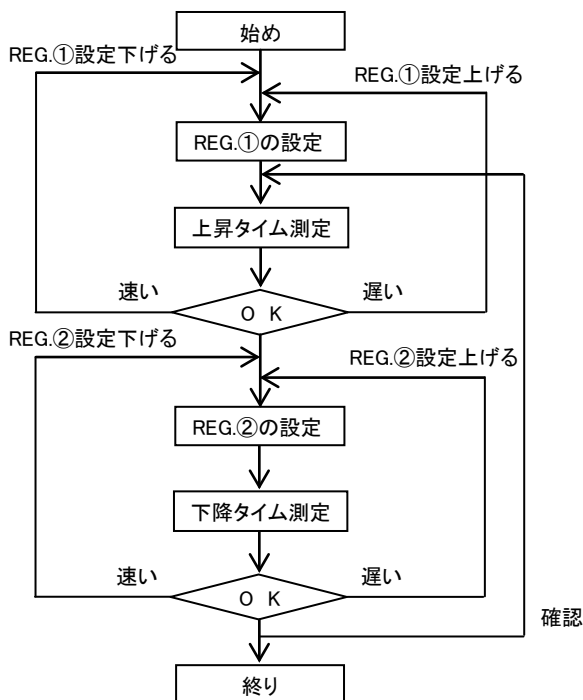 始め
REG.①設定下げる
REG.①設定上げる
REG.①の設定
上昇タイム測定
速い
遅い
O K
REG.②設定下げる
REG.②設定上げる
REG.②の設定
下降タイム測定
速い
遅い
O K
確認
終り